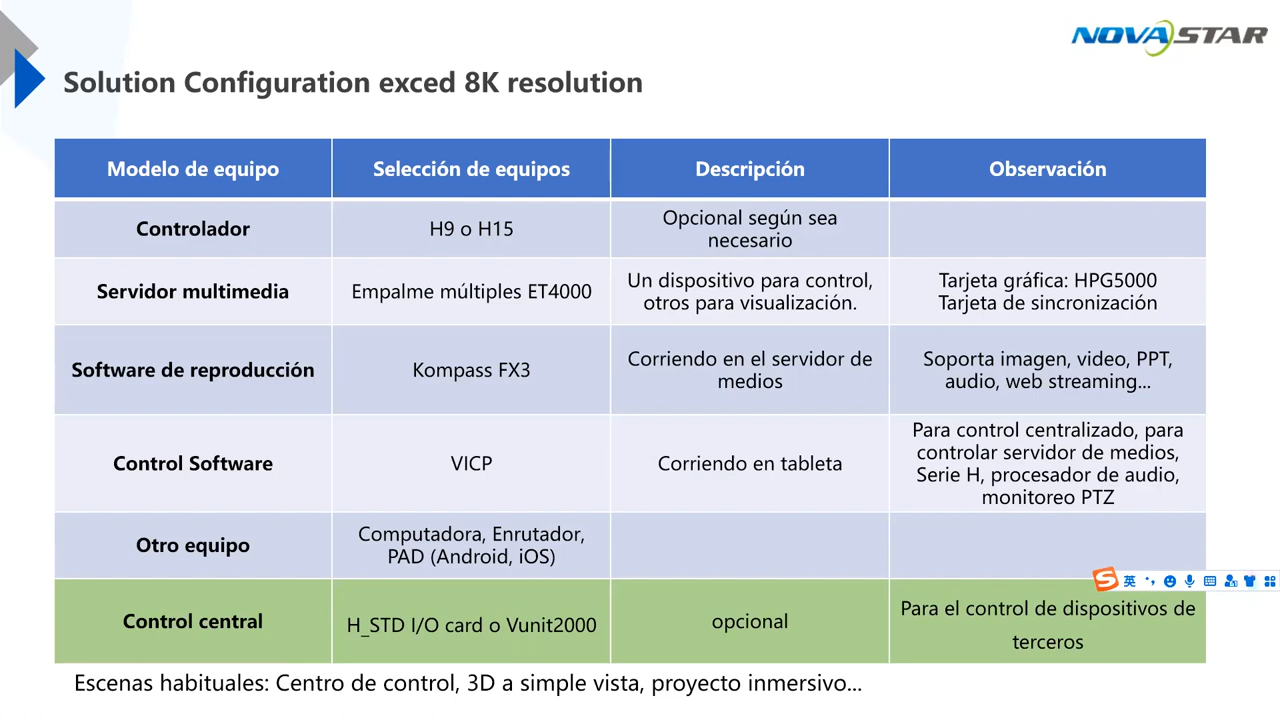 NOVASTAR
Solution Configuration exced 8K resolution
Modelo de equipo
Selección de equipos
Descripción
Observación
Controlador
H9 o H15
Opcional según sea
necesario
Servidor multimedia
Empalme múltiples ET4000
Un dispositivo para control,
otros para visualización.
Tarjeta gráfica: HPG5000
Tarjeta de sincronización
Software de reproducción
Kompass FX3
Corriendo en el servidor de
medios
Soporta imagen, video, PPT,
audio, web streaming...
Control Software
VICP
Corriendo en tableta
Para control centralizado, para
controlar servidor de medios,
Serie H, procesador de audio,
monitoreo PTZ
Otro equipo
Computadora, Enrutador,
PAD (Android, iOS)
S英
Control central
H_STD I/O card o Vunit2000
opcional
Para el control de dispositivos de
terceros
Escenas habituales: Centro de control, 3D a simple vista, proyecto inmersivo...